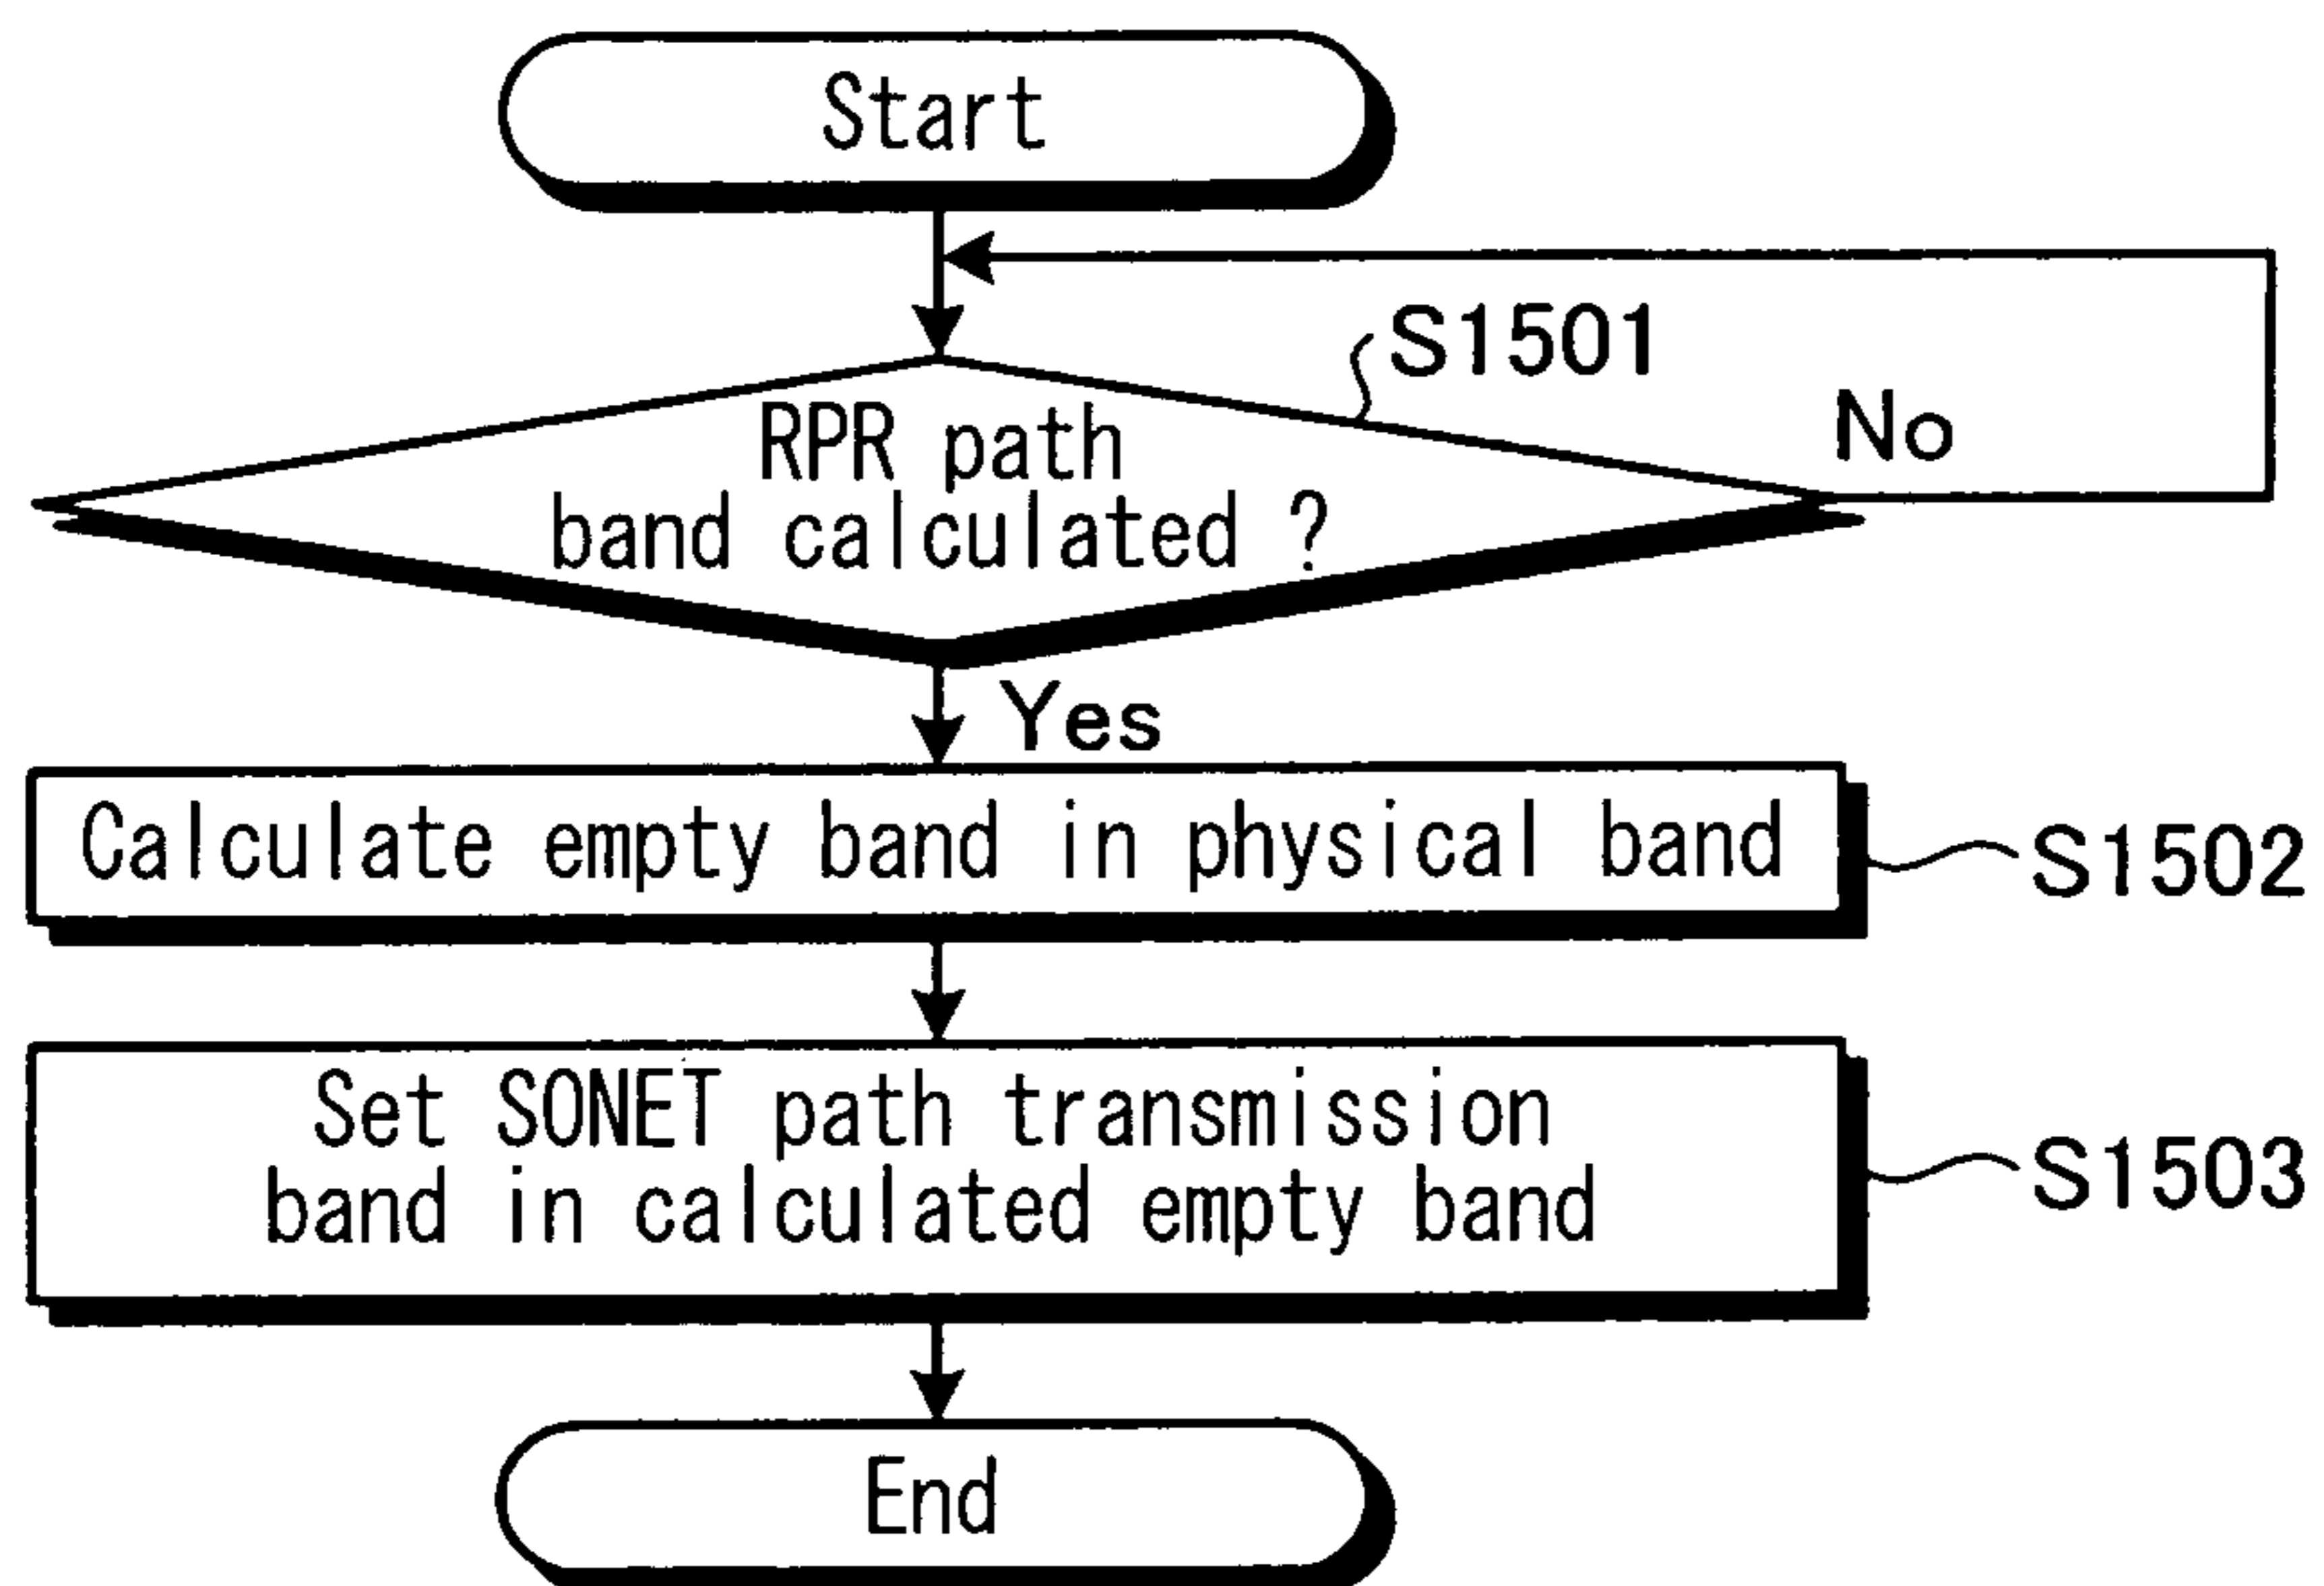 Start
S1501
No
RPR path
band calculated ?
Yes
Calculate empty band in physical band
S1502
Set SONET path transmission
band in calculated empty band
S1503
End